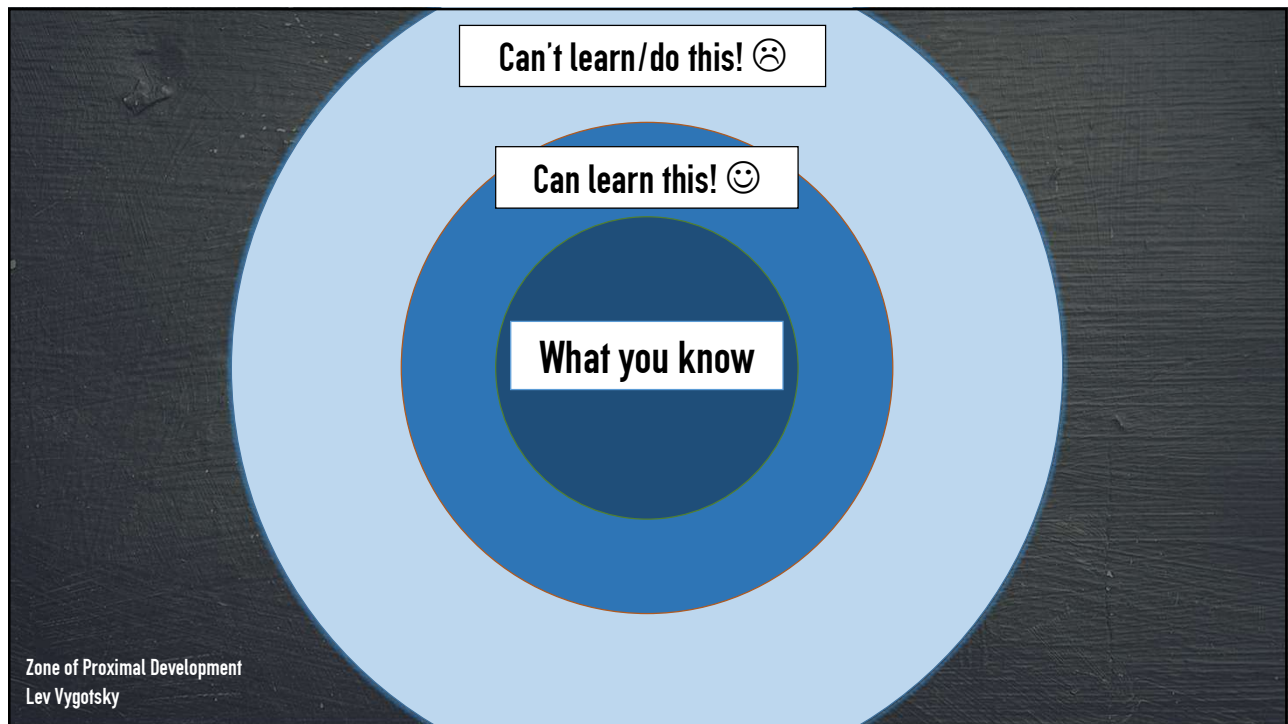 Can't learn/do this! ☹
Can learn this! ☺
What you know
Zone of Proximal Development
Lev Vygotsky